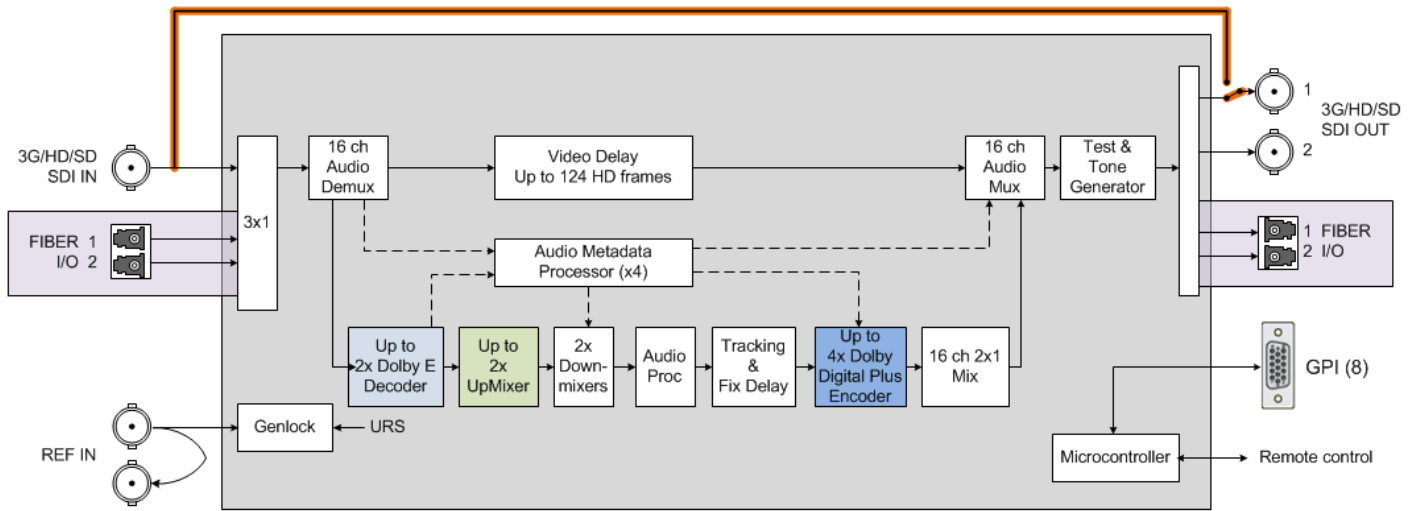 3G/HD/SD
SDI IN
FIBER 1
I/O 2
3x1
16 ch
Audio
Demux
Video Delay
Up to 124 HD frames
16 ch
Audio
Mux
Test &
Tone
Generator
1
3G/HD/SD
SDI OUT
2
1 FIBER
2 I/O
Audio Metadata
Processor (x4)
Up to
2x Dolby E
Decoder
Up to
2x
UpMixer
2x
Down-
mixers
Audio
Proc
Tracking
&
Fix Delay
Up to
4x Dolby
Digital Plus
Encoder
16 ch 2x1
Mix
GPI (8)
REF IN
Genlock
URS
Microcontroller
Remote control